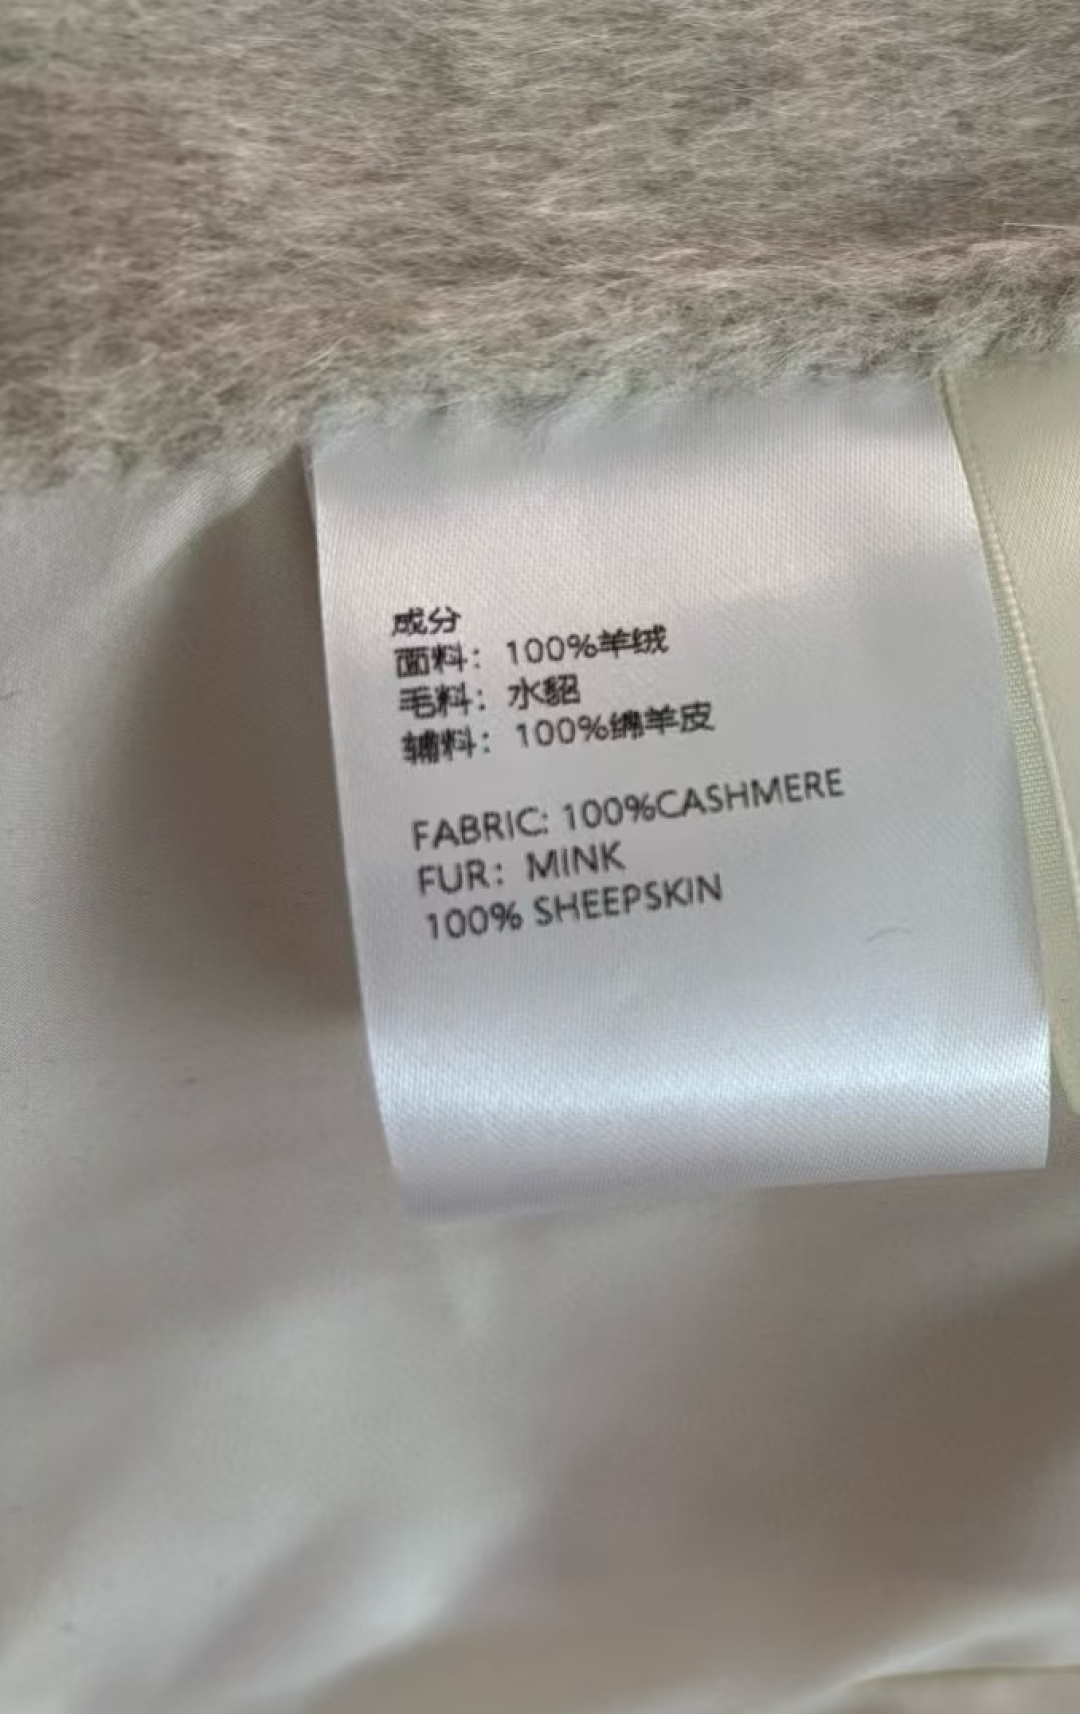 成分
面料：100%羊绒
毛料：水貂
辅料：100%绵羊皮
FABRIC: 100%CASHMERE
FUR: MINK
100% SHEEPSKIN